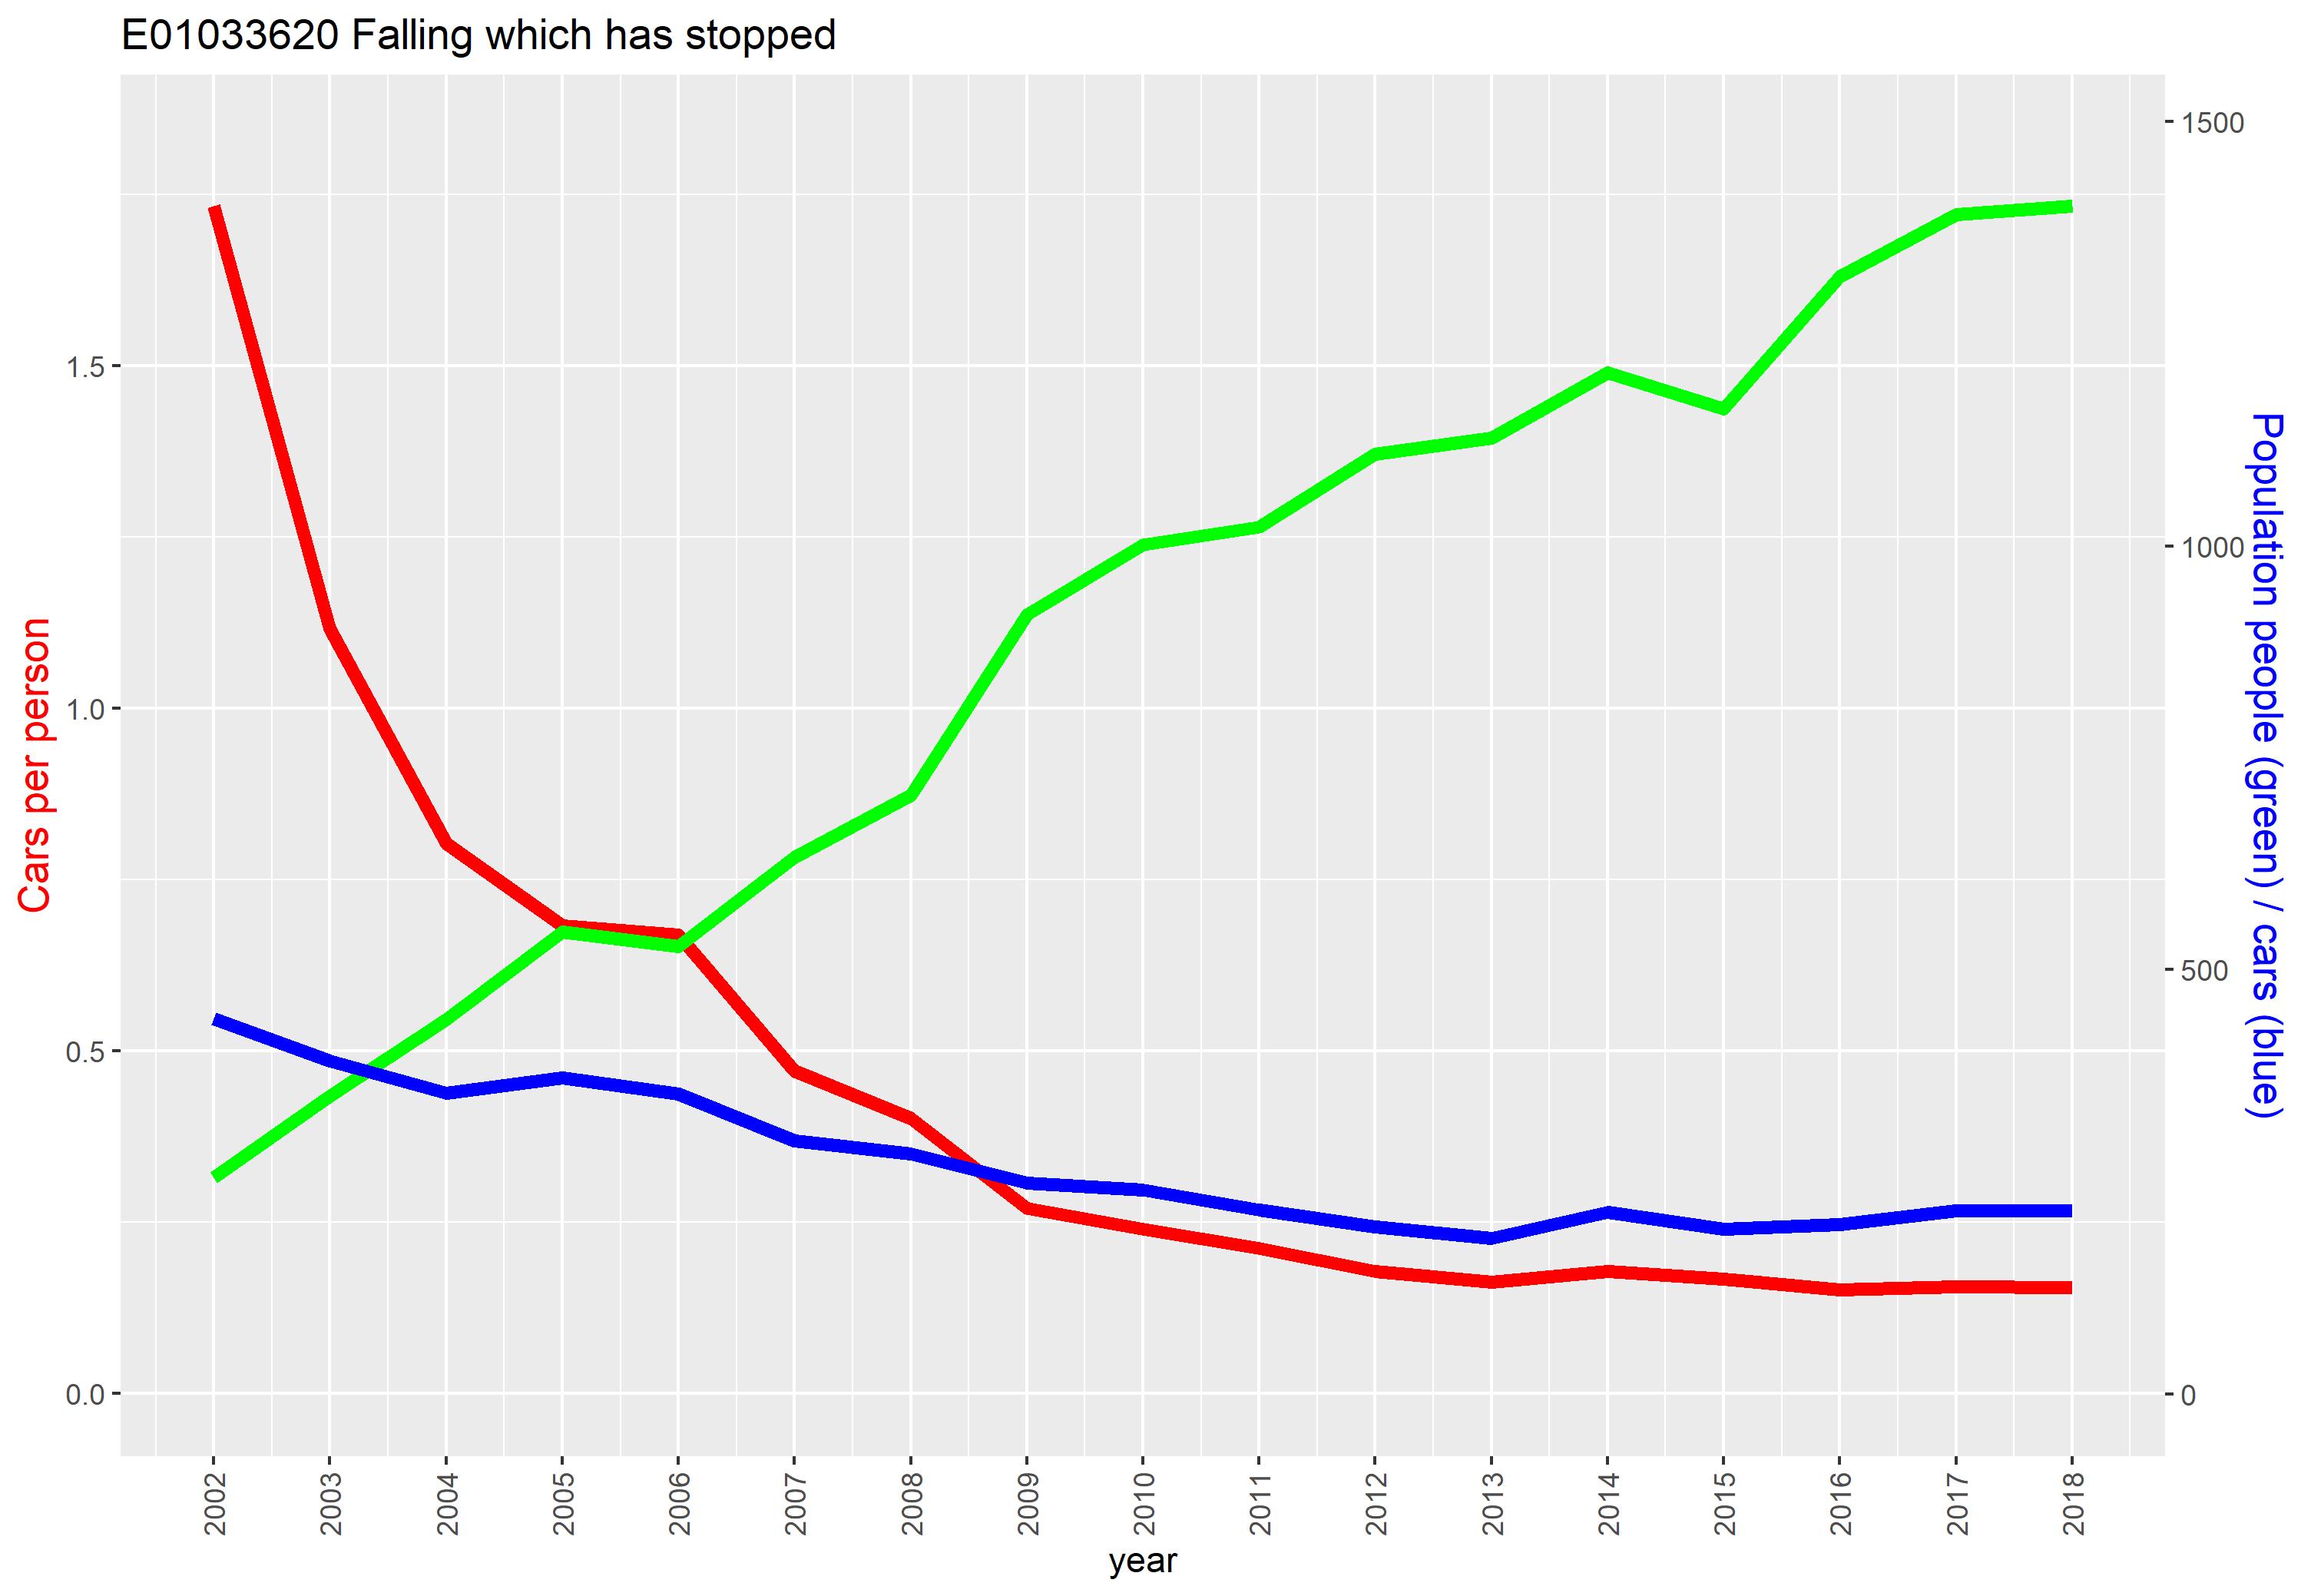 E01033620 Falling which has stopped
Cars per person
1.5
1.0
0.5
0.0
1500
1000
500
0
Population people (green) / cars (blue)
2002 2003 2004 2005 2006 2007 2008 2009 2010 2011 2012 2013 2014 2015 2016 2017 2018
year